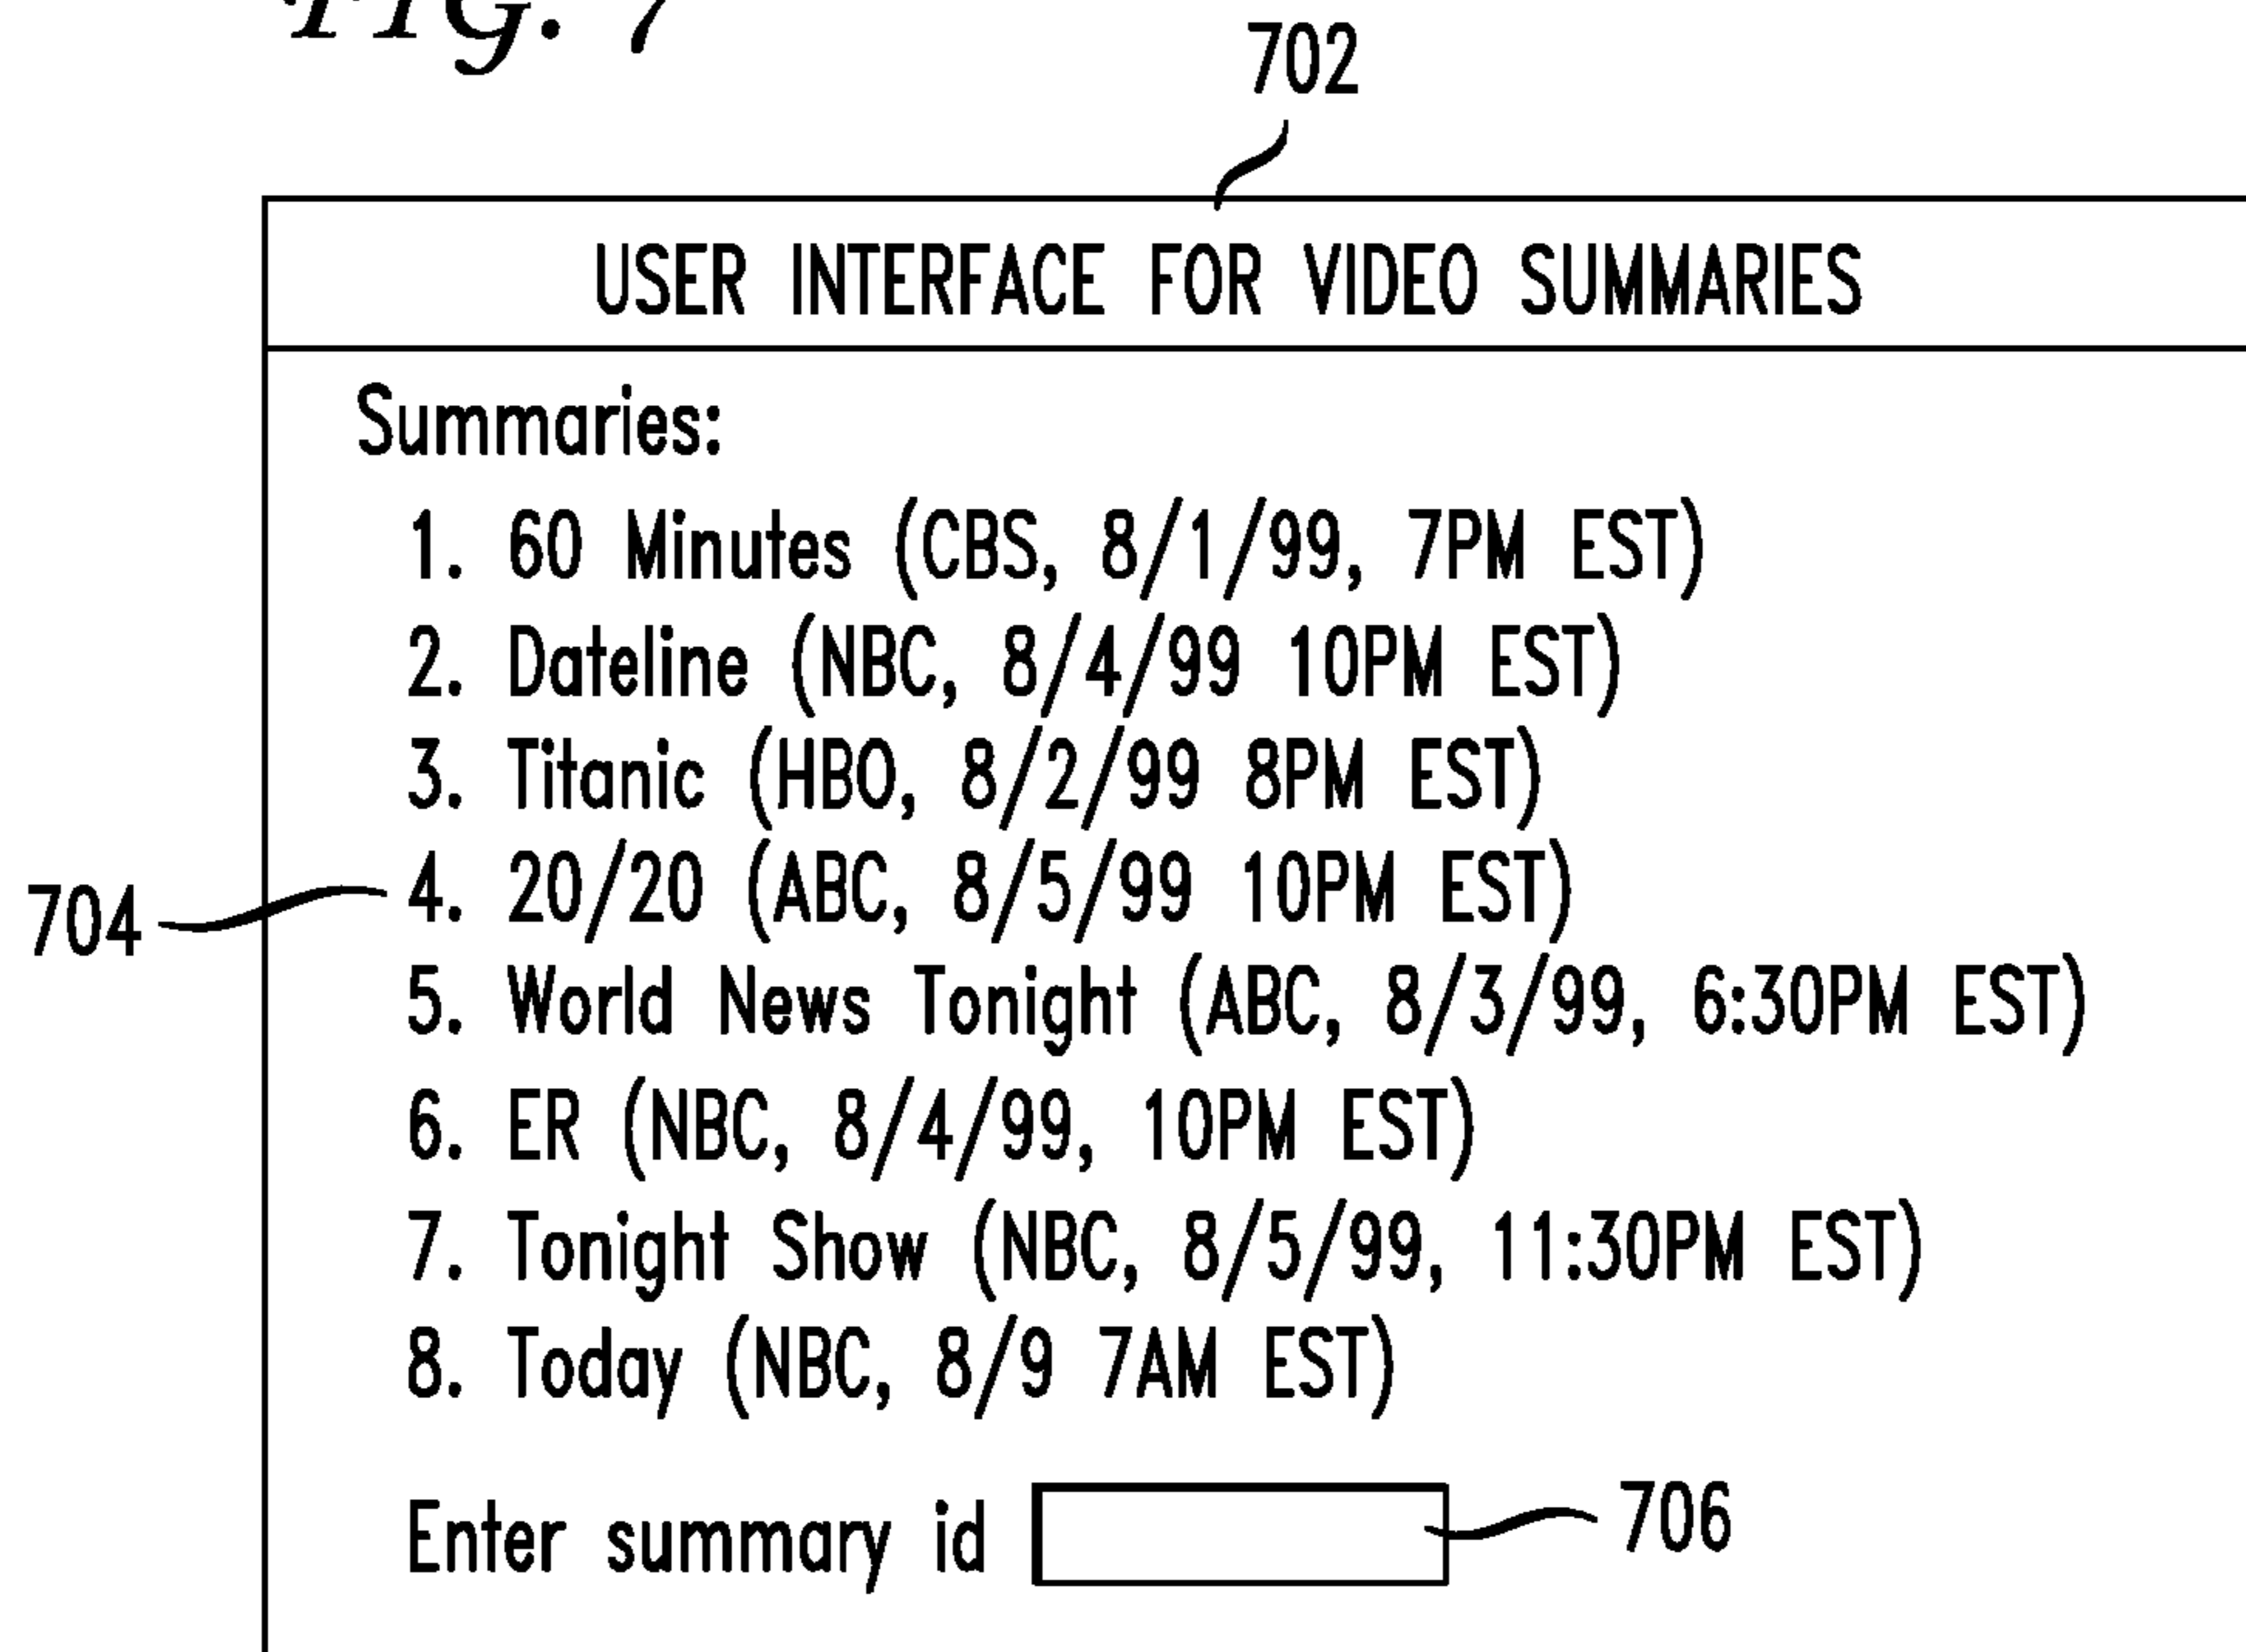 FIG. 7
702
USER INTERFACE FOR VIDEO SUMMARIES
Summaries:
1. 60 Minutes (CBS, 8/1/99, 7PM EST)
2. Dateline (NBC, 8/4/99 10PM EST)
3. Titanic (HBO, 8/2/99 8PM EST)
704 4. 20/20 (ABC, 8/5/99 10PM EST)
5. World News Tonight (ABC, 8/3/99, 6:30PM EST)
6. ER (NBC, 8/4/99, 10PM EST)
7. Tonight Show (NBC, 8/5/99, 11:30PM EST)
8. Today (NBC, 8/9 7AM EST)
Enter summary id 706